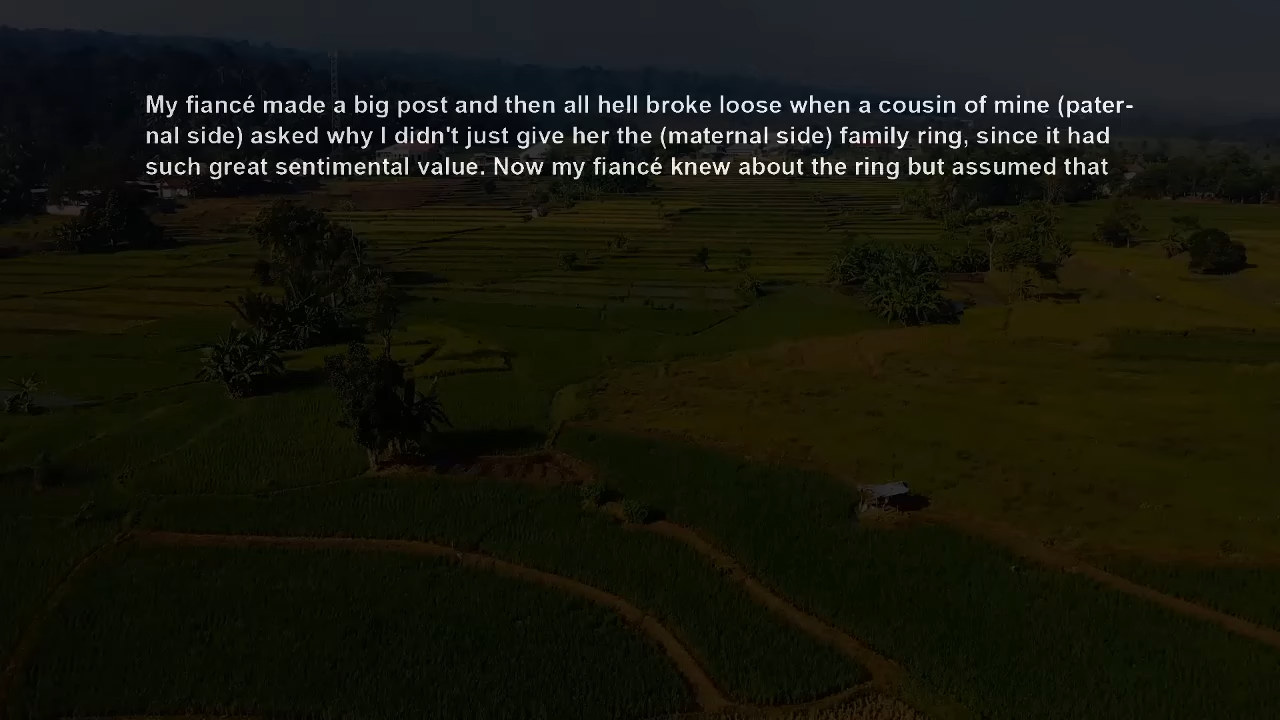 My fiancé made a big post and then all hell broke loose when a cousin of mine (pater-
nal side) asked why I didn't just give her the (maternal side) family ring, since it had
such great sentimental value. Now my fiancé knew about the ring but assumed that